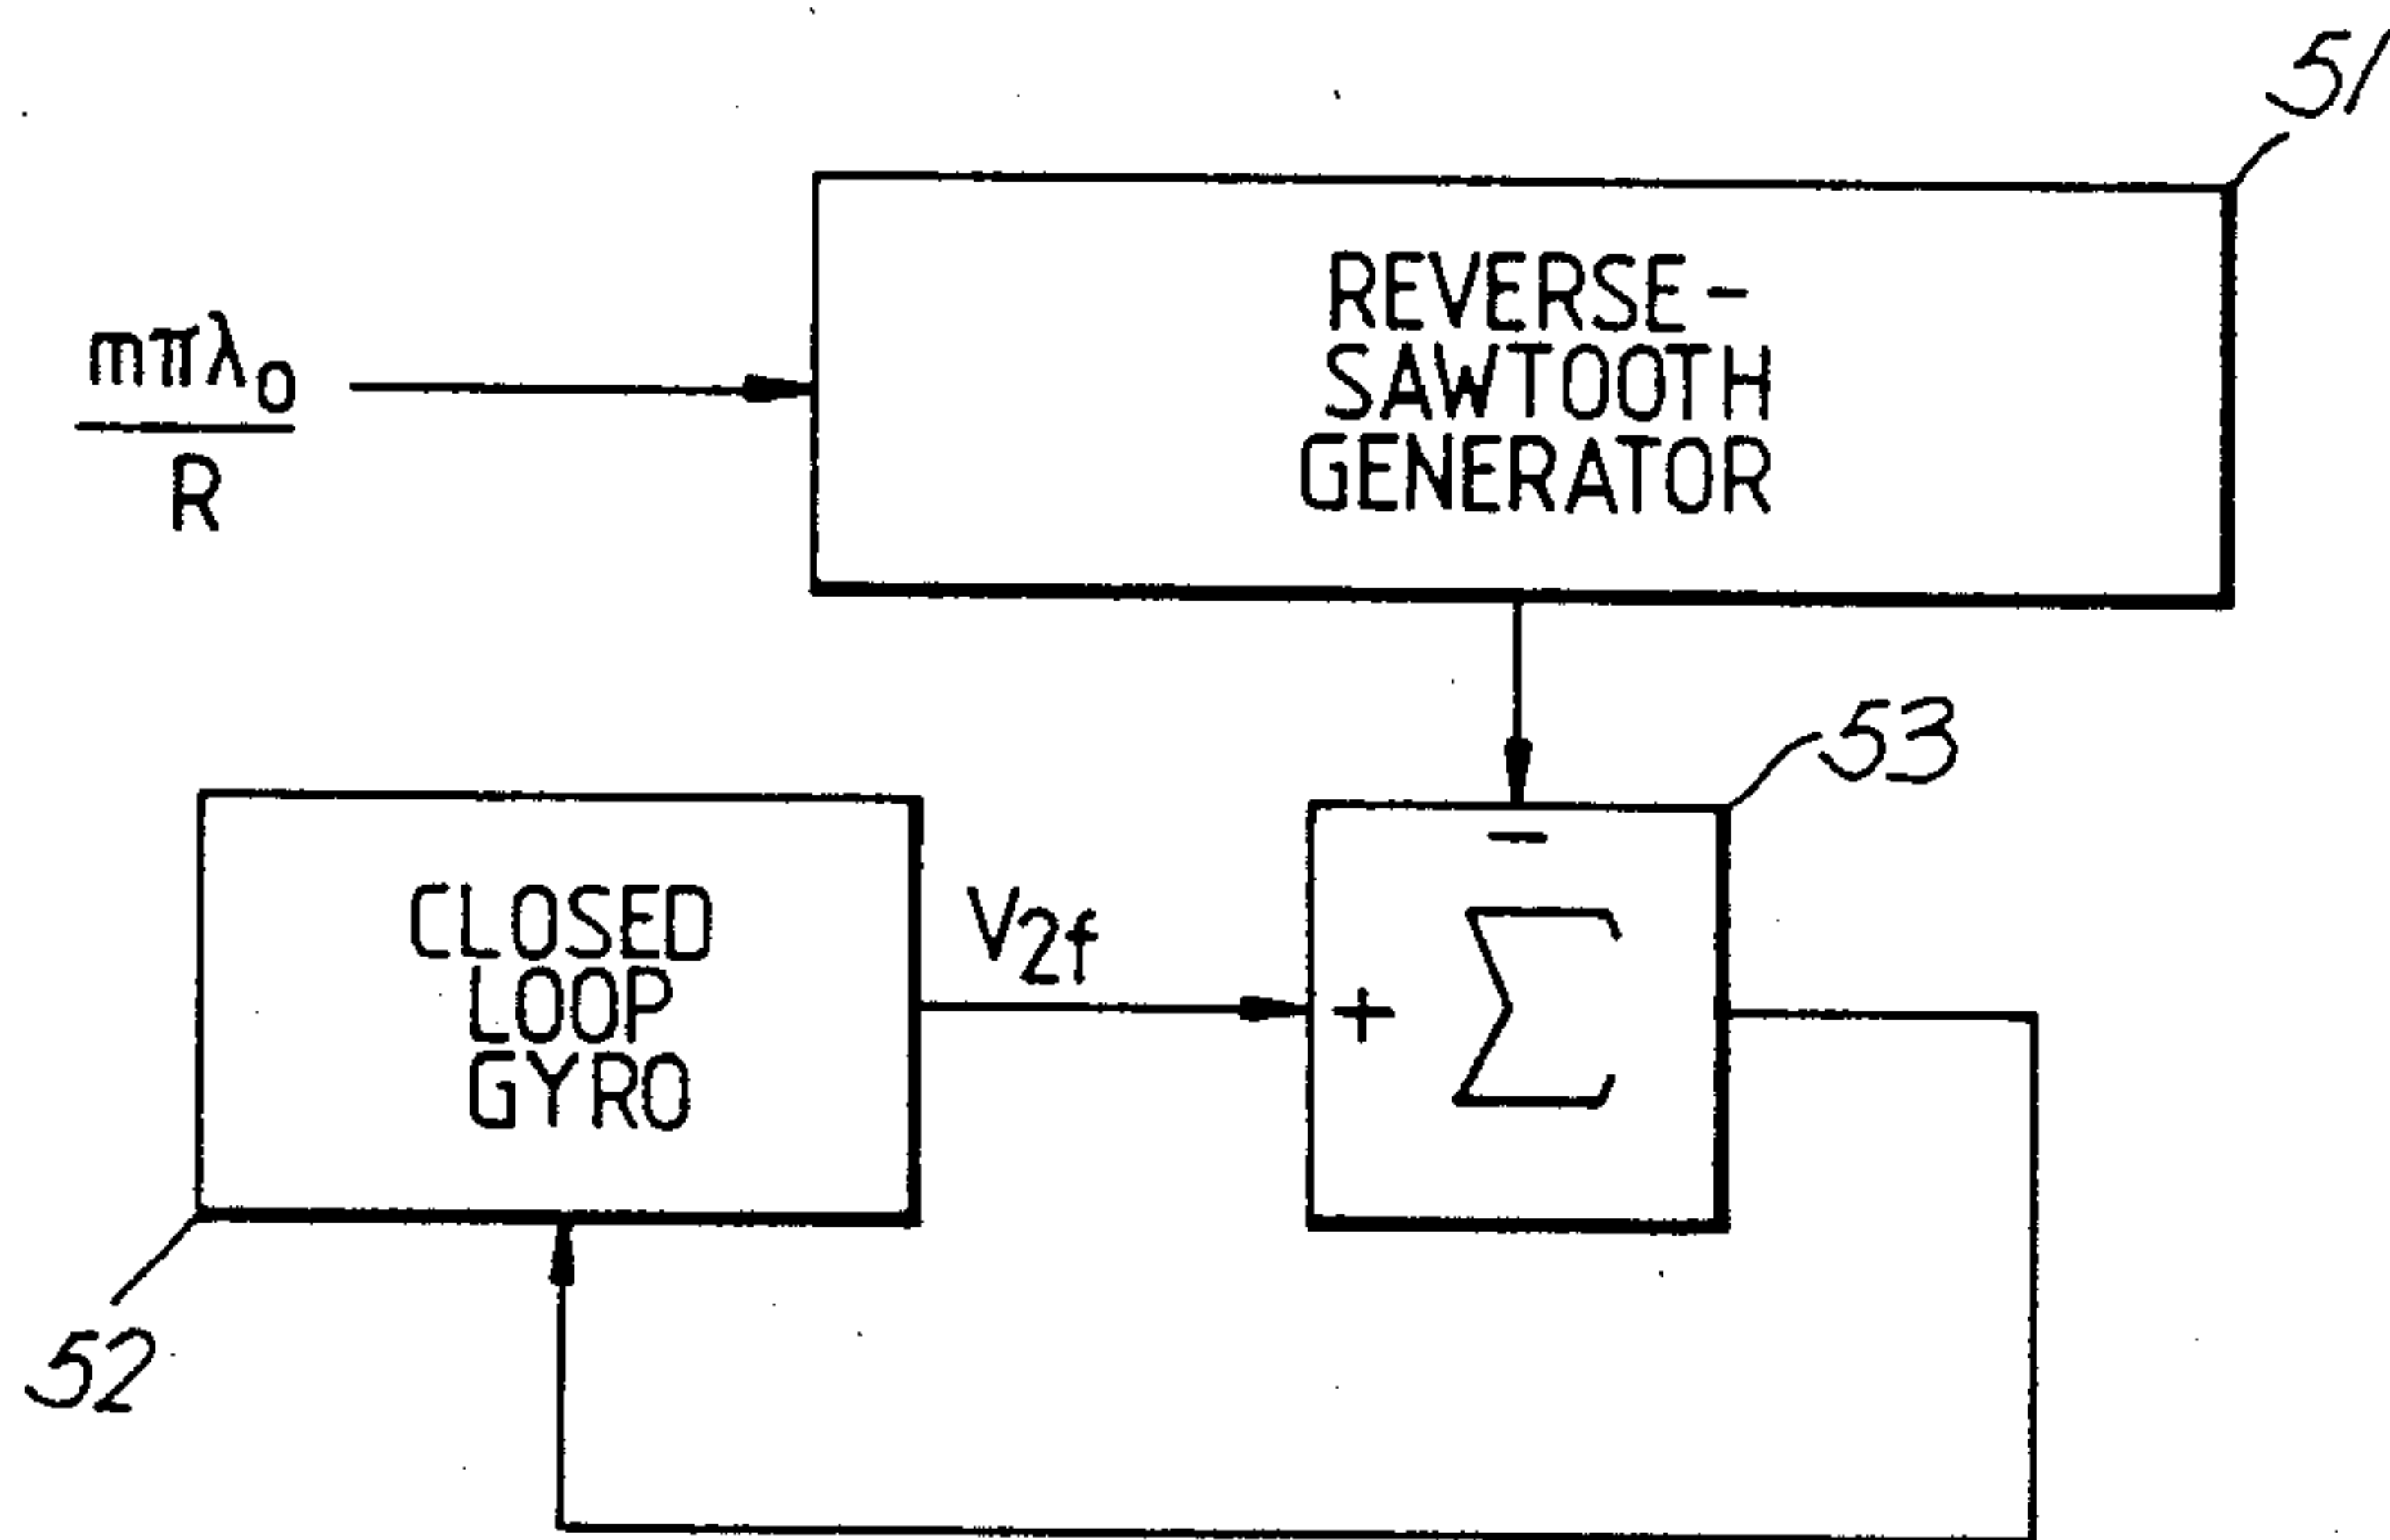 51
REVERSE-
SAWTOOTH
GENERATOR
mπλ₀
R
53
−
CLOSED
LOOP
GYRO
V₂f
+
Σ
52